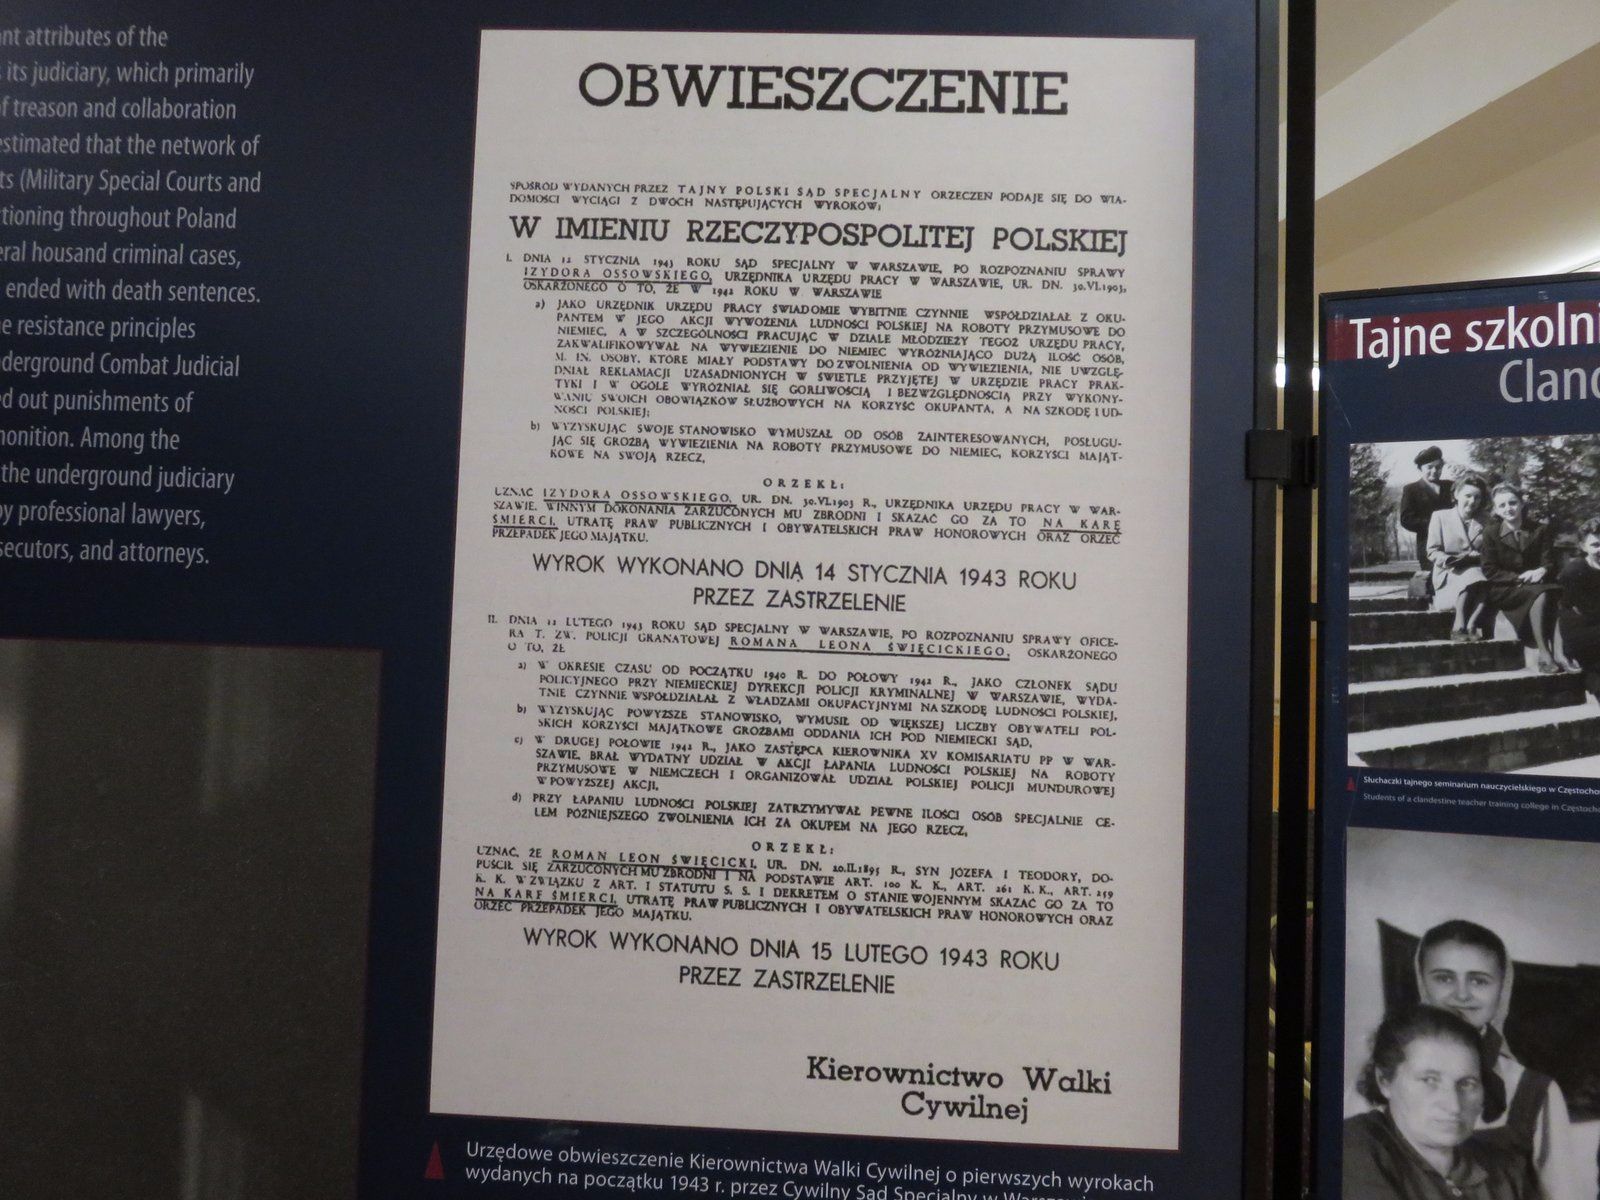 nt attributes of the
its judiciary, which primarily
f treason and collaboration
estimated that the network of
ts (Military Special Courts and
tioning throughout Poland
eral housand criminal cases,
ended with death sentences.
e resistance principles
derground Combat Judicial
ed out punishments of
monition. Among the
the underground judiciary
by professional lawyers,
secutors, and attorneys.
OBWIESZCZENIE
SPOŚRÓD WYDANYCH PRZEZ TAJNY POLSKI SĄD SPECJALNY ORZECZEŃ PODAJE SIĘ DO WIA-
DOMOŚCI WYCIĄGI Z DWÓCH NASTĘPUJĄCYCH WYROKÓW:
W IMIENIU RZECZYPOSPOLITEJ POLSKIEJ
I. DNIA 12 STYCZNIA 1943 ROKU SĄD SPECJALNY W WARSZAWIE, PO ROZPOZNANIU SPRAWY
IZYDORA OSSOWSKIEGO, URZĘDNIKA URZĘDU PRACY W WARSZAWIE, UR. DN. 30.VI.1903,
OSKARŻONEGO O TO, ŻE W 1942 ROKU W WARSZAWIE
a) JAKO URZĘDNIK URZĘDU PRACY ŚWIADOMIE WYBITNIE CZYNNIE WSPÓŁDZIAŁAŁ Z OKU-
PANTEM W JEGO AKCJI WYWOŻENIA LUDNOŚCI POLSKIEJ NA ROBOTY PRZYMUSOWE DO
NIEMIEC, A W SZCZEGÓLNOŚCI PRACUJĄC W DZIALE MŁODZIEŻY TEGOŻ URZĘDU PRACY,
ZAKWALIFIKOWYWAŁ NA WYWIEZIENIE DO NIEMIEC WYRÓŻNIAJĄCO DUŻĄ ILOŚĆ OSÓB,
M. IN. OSOBY, KTÓRE MIAŁY PODSTAWY DO ZWOLNIENIA OD WYWIEZIENIA, NIE UWZGLĘ-
DNIAŁ REKLAMACJI UZASADNIONYCH W ŚWIETLE PRZYJĘTEJ W URZĘDZIE PRACY PRAK-
TYKI I W OGÓLE WYRÓŻNIAŁ SIĘ GORLIWOŚCIĄ I BEZWZGLĘDNOŚCIĄ PRZY WYKONY-
WANIU SWOICH OBOWIĄZKÓW SŁUŻBOWYCH NA KORZYŚĆ OKUPANTA, A NA SZKODĘ LUD-
NOŚCI POLSKIEJ;
b) WYZYSKUJĄC SWOJE STANOWISKO WYMUSZAŁ OD OSÓB ZAINTERESOWANYCH, POSŁUGU-
JĄC SIĘ GROŹBĄ WYWIEZIENIA NA ROBOTY PRZYMUSOWE DO NIEMIEC, KORZYŚCI MAJĄT-
KOWE NA SWOJĄ RZECZ,
ORZEKŁ:
UZNAĆ IZYDORA OSSOWSKIEGO, UR. DN. 30.VI.1903 R., URZĘDNIKA URZĘDU PRACY W WAR-
SZAWIE, WINNYM DOKONANIA ZARZUCONYCH MU ZBRODNI I SKAZAĆ GO ZA TO NA KARĘ
ŚMIERCI, UTRATĘ PRAW PUBLICZNYCH I OBYWATELSKICH PRAW HONOROWYCH ORAZ ORZEC
PRZEPADEK JEGO MAJĄTKU.
WYROK WYKONANO DNIA 14 STYCZNIA 1943 ROKU
PRZEZ ZASTRZELENIE
II. DNIA 12 LUTEGO 1943 ROKU SĄD SPECJALNY W WARSZAWIE, PO ROZPOZNANIU SPRAWY OFICE-
RA T. ZW. POLICJI GRANATOWEJ ROMANA LEONA ŚWIĘCICKIEGO, OSKARŻONEGO
O TO, ŻE
a) W OKRESIE CZASU OD POCZĄTKU 1940 R. DO POŁOWY 1942 R., JAKO CZŁONEK SĄDU
POLICYJNEGO PRZY NIEMIECKIEJ DYREKCJI POLICJI KRYMINALNEJ W WARSZAWIE, WYDA-
TNIE CZYNNIE WSPÓŁDZIAŁAŁ Z WŁADZAMI OKUPACYJNYMI NA SZKODĘ LUDNOŚCI POLSKIEJ,
b) WYZYSKUJĄC POWYŻSZE STANOWISKO, WYMUSIŁ OD WIĘKSZEJ LICZBY OBYWATELI POL-
SKICH KORZYŚCI MAJĄTKOWE GROŹBAMI ODDANIA ICH POD NIEMIECKI SĄD,
c) W DRUGIEJ POŁOWIE 1942 R., JAKO ZASTĘPCA KIEROWNIKA XV KOMISARIATU PP W WAR-
SZAWIE, BRAŁ WYDATNY UDZIAŁ W AKCJI ŁAPANIA LUDNOŚCI POLSKIEJ NA ROBOTY
PRZYMUSOWE W NIEMCZECH I ORGANIZOWAŁ UDZIAŁ POLSKIEJ POLICJI MUNDUROWEJ
W POWYŻSZEJ AKCJI,
d) PRZY ŁAPANIU LUDNOŚCI POLSKIEJ ZATRZYMYWAŁ PEWNE ILOŚCI OSÓB SPECJALNIE CE-
LEM PÓŹNIEJSZEGO ZWOLNIENIA ICH ZA OKUPEM NA JEGO RZECZ,
ORZEKŁ:
UZNAĆ, ŻE ROMAN LEON ŚWIĘCICKI, UR. DN. 20.II.1895 R., SYN JÓZEFA I TEODORY, DO-
PUŚCIŁ SIĘ ZARZUCONYCH MU ZBRODNI I NA PODSTAWIE ART. 100 K. K., ART. 261 K. K., ART. 259
K. K. W ZWIĄZKU Z ART. I STATUTU S. S. I DEKRETEM O STANIE WOJENNYM SKAZAĆ GO ZA TO
NA KARĘ ŚMIERCI, UTRATĘ PRAW PUBLICZNYCH I OBYWATELSKICH PRAW HONOROWYCH ORAZ
ORZEC PRZEPADEK JEGO MAJĄTKU.
WYROK WYKONANO DNIA 15 LUTEGO 1943 ROKU
PRZEZ ZASTRZELENIE
Kierownictwo Walki
Cywilnej
Urzędowe obwieszczenie Kierownictwa Walki Cywilnej o pierwszych wyrokach
wydanych na początku 1943 r. przez Cywilny Sąd Specjalny w Warszawie
Tajne szkolni
Clanc
Słuchaczki tajnego seminarium nauczycielskiego w Częstocho
Students of a clandestine teacher training college in Częstocho